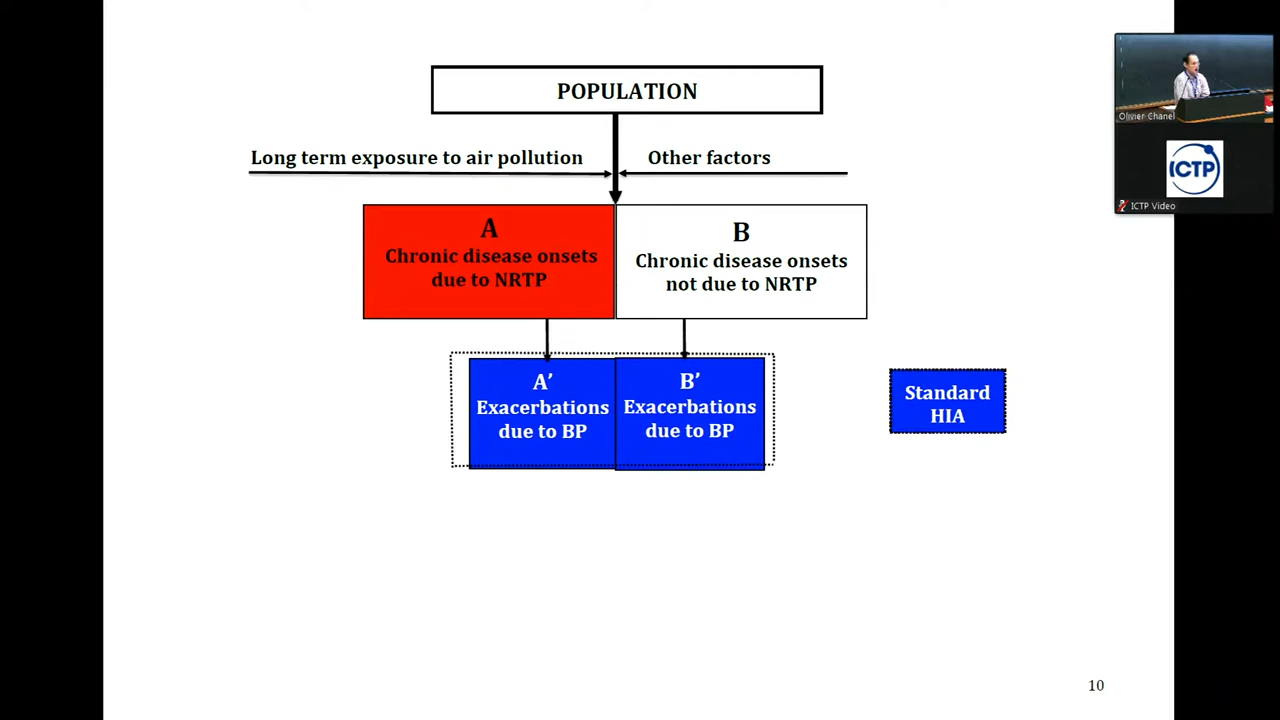 POPULATION
Long term exposure to air pollution
Other factors
A
Chronic disease onsets
due to NRTP
B
Chronic disease onsets
not due to NRTP
A’
Exacerbations
due to BP
B’
Exacerbations
due to BP
Standard
HIA
10
Olivier Chanel
ICTP
ICTP Video